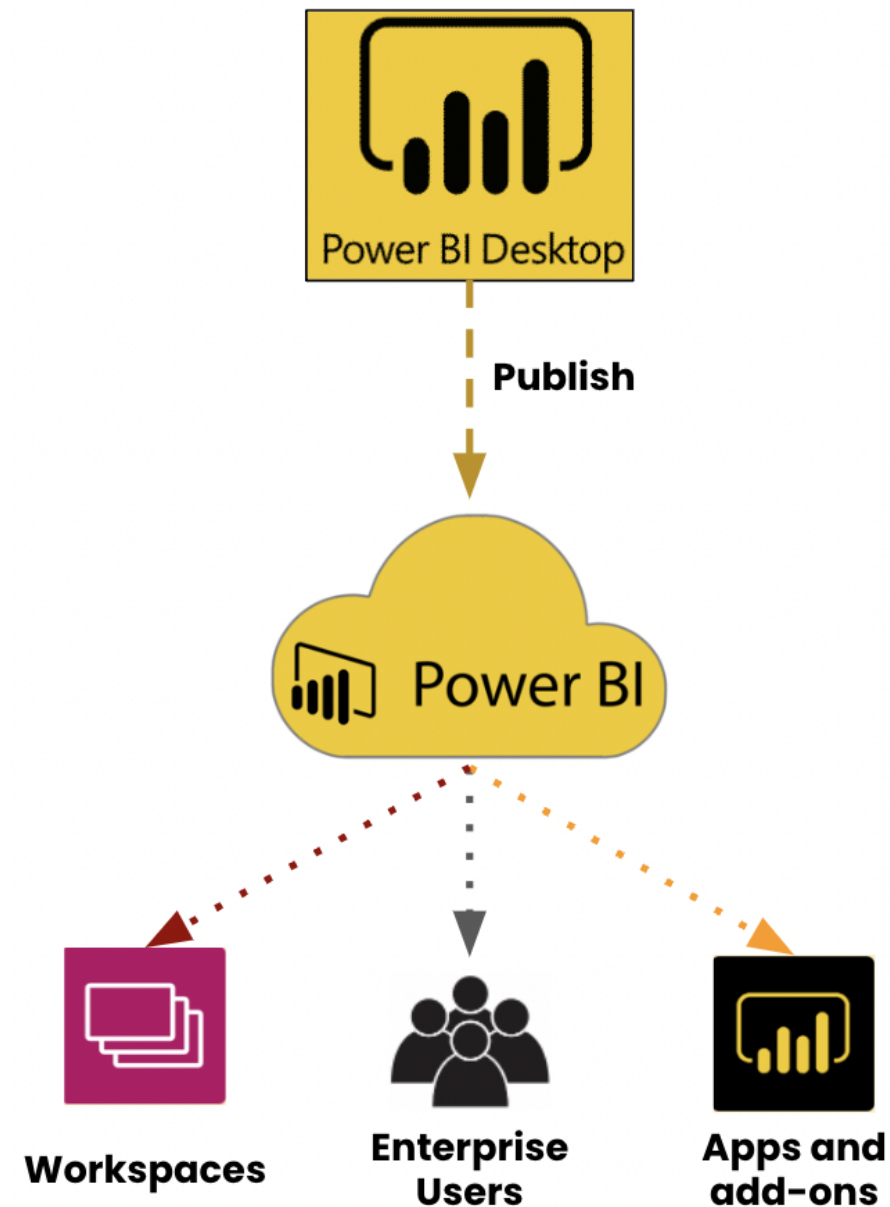 Power BI Desktop
Publish
Power BI
Workspaces
Enterprise
Users
Apps and
add-ons